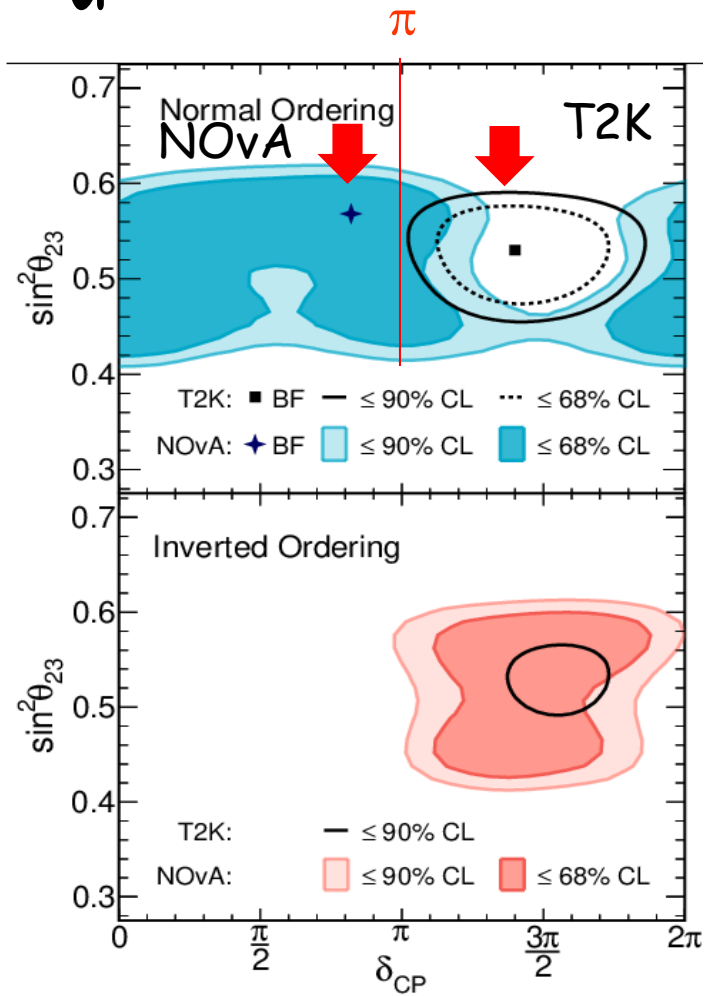 π
0.7
Normal Ordering
NOvA
T2K
0.6
0.5
sin²θ₂₃
0.4
T2K: BF ≤ 90% CL ≤ 68% CL
NOvA: BF ≤ 90% CL ≤ 68% CL
0.3
0.7
Inverted Ordering
0.6
0.5
sin²θ₂₃
0.4
T2K: ≤ 90% CL
NOvA: ≤ 90% CL ≤ 68% CL
0.3
0 π/2 π 3π/2 2π
δCP